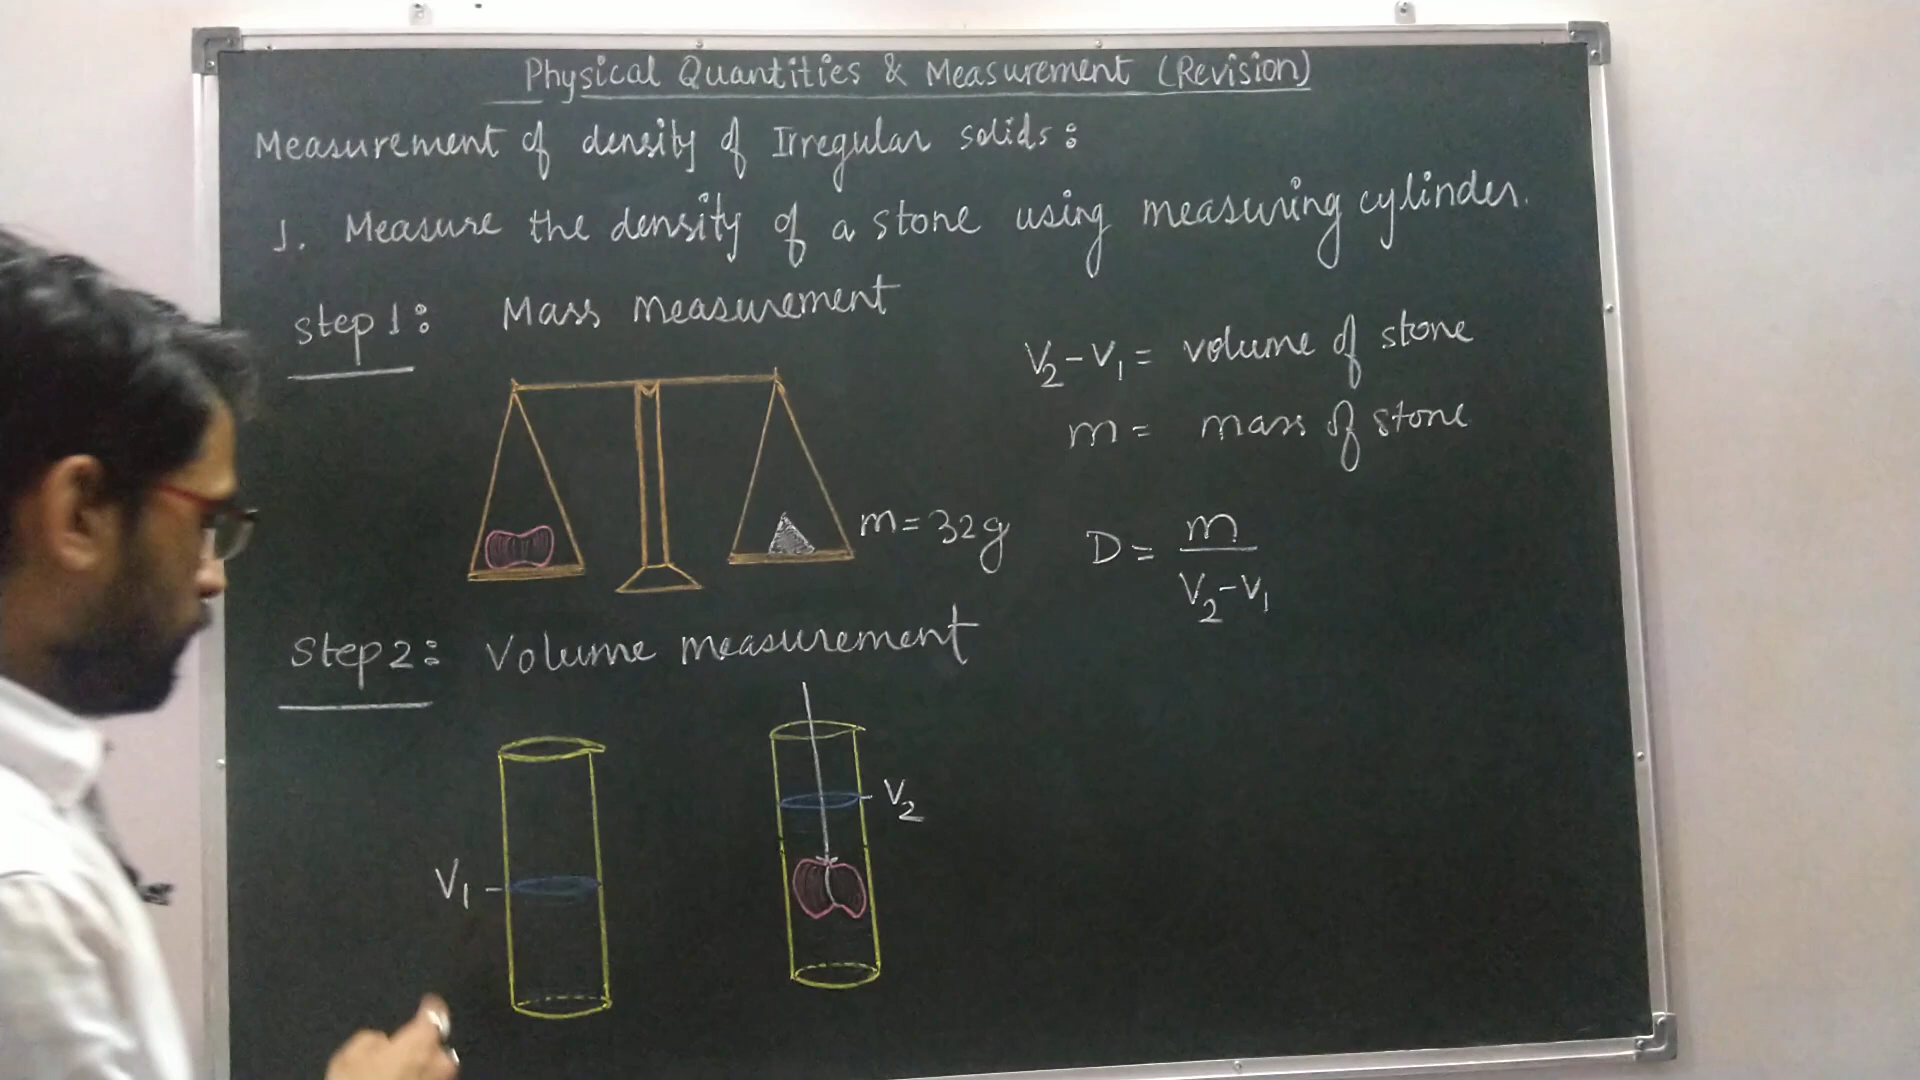 Physical Quantities & Measurement (Revision)
Measurement of density of Irregular solids:
1. Measure the density of a stone using measuring cylinder.
Step 1: Mass measurement
m = 32g
Step 2: Volume measurement
V1
V2
V2 - V1 = volume of stone
m = mass of stone
D = m / V2 - V1